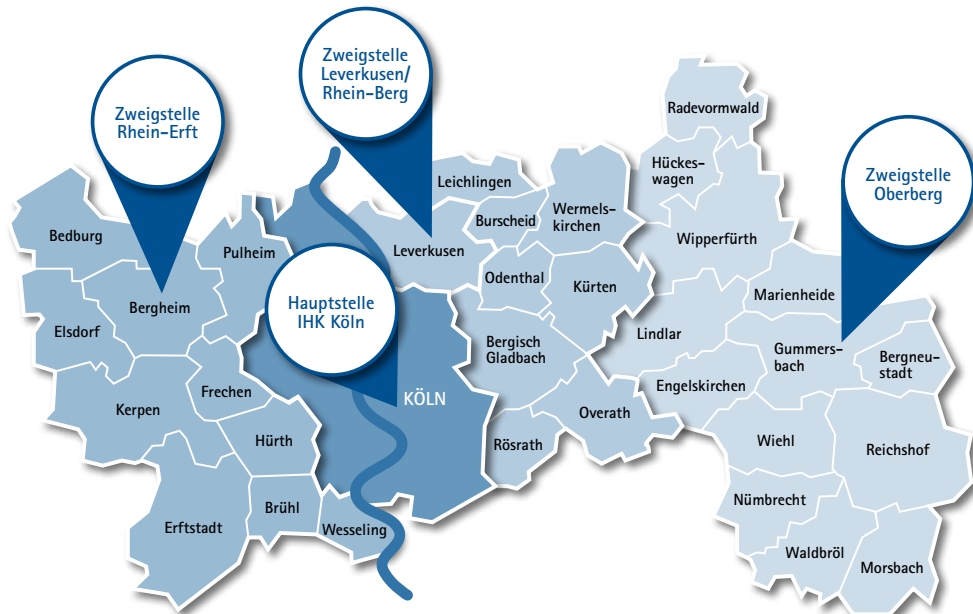 Zweigstelle
Leverkusen/
Rhein-Berg
Zweigstelle
Rhein-Erft
Zweigstelle
Oberberg
Hauptstelle
IHK Köln
Radevormwald
Hückes-
wagen
Leichlingen
Burscheid
Wermels-
kirchen
Wipperfürth
Bedburg
Pulheim
Leverkusen
Odenthal
Kürten
Marienheide
Bergheim
Elsdorf
Lindlar
Bergisch
Gladbach
Gummers-
bach
Bergneu-
stadt
Engelskirchen
Frechen
Kerpen
KÖLN
Overath
Hürth
Rösrath
Wiehl
Reichshof
Nümbrecht
Brühl
Erftstadt
Wesseling
Waldbröl
Morsbach